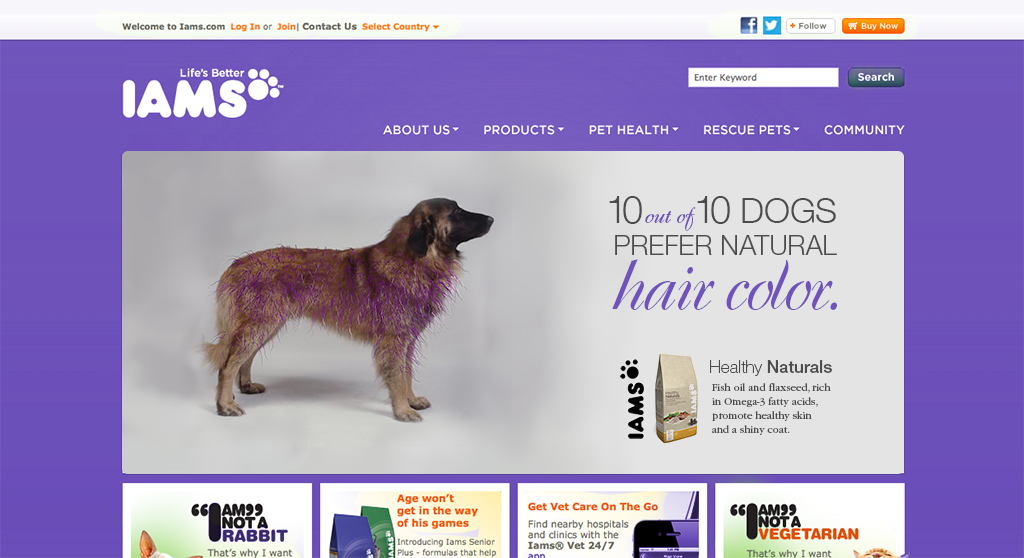 Welcome to Iams.com Log In or Join| Contact Us Select Country
+ Follow
Buy Now
Life's Better
IAMS
Enter Keyword
Search
ABOUT US
PRODUCTS
PET HEALTH
RESCUE PETS
COMMUNITY
10 out of 10 DOGS
PREFER NATURAL
hair color.
IAMS
Healthy Naturals
Fish oil and flaxseed, rich
in Omega-3 fatty acids,
promote healthy skin
and a shiny coat.
Healthy
Naturals
“I AM”
NOT A
RABBIT
That's why I want
Age won't
get in the way
of his games
Introducing Iams Senior
Plus - formulas that help
Get Vet Care On The Go
Find nearby hospitals
and clinics with the
Iams® Vet 24/7
app
“I AM”
NOT A
VEGETARIAN
That's why I want